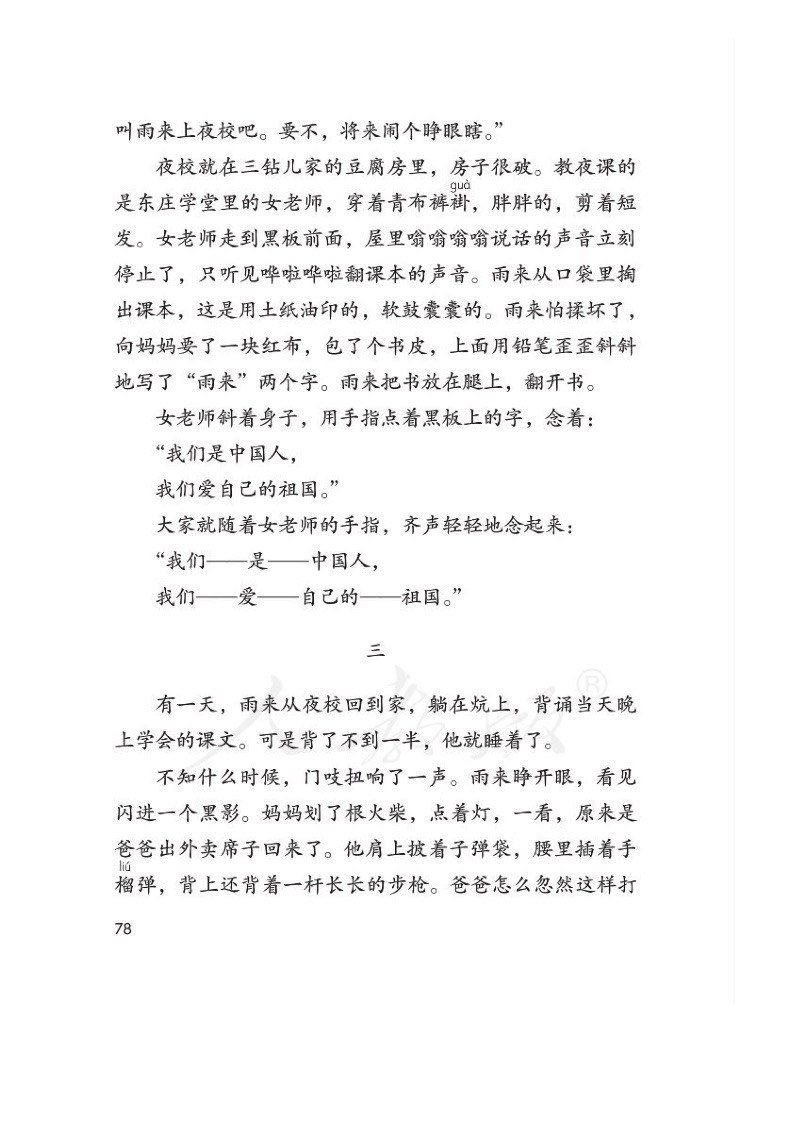 叫雨来上夜校吧。要不，将来闹个睁眼瞎。”
夜校就在三钻儿家的豆腐房里，房子很破。教夜课的
guà
是东庄学堂里的女老师，穿着青布裤褂，胖胖的，剪着短
发。女老师走到黑板前面，屋里嗡嗡嗡嗡说话的声音立刻
停止了，只听见哗啦哗啦翻课本的声音。雨来从口袋里掏
出课本，这是用土纸油印的，软鼓囊囊的。雨来怕揉坏了，
向妈妈要了一块红布，包了个书皮，上面用铅笔歪歪斜斜
地写了“雨来”两个字。雨来把书放在腿上，翻开书。
女老师斜着身子，用手指点着黑板上的字，念着：
“我们是中国人，
我们爱自己的祖国。”
大家就随着女老师的手指，齐声轻轻地念起来：
“我们——是——中国人，
我们——爱——自己的——祖国。”
三
有一天，雨来从夜校回到家，躺在炕上，背诵当天晚
上学会的课文。可是背了不到一半，他就睡着了。
不知什么时候，门吱扭响了一声。雨来睁开眼，看见
闪进一个黑影。妈妈划了根火柴，点着灯，一看，原来是
爸爸出外卖席子回来了。他肩上披着子弹袋，腰里插着手
liú
榴弹，背上还背着一杆长长的步枪。爸爸怎么忽然这样打
78
人教版®